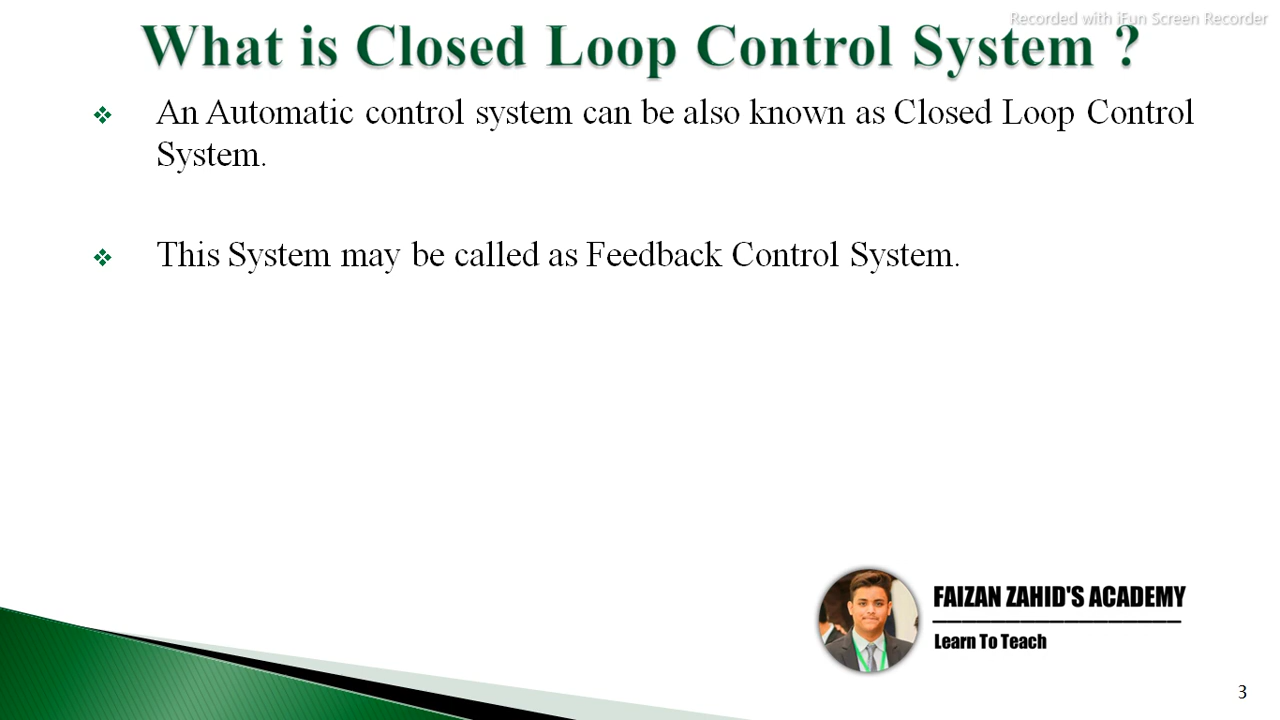 Recorded with iFun Screen Recorder
What is Closed Loop Control System ?
An Automatic control system can be also known as Closed Loop Control
System.
This System may be called as Feedback Control System.
FAIZAN ZAHID'S ACADEMY
Learn To Teach
3